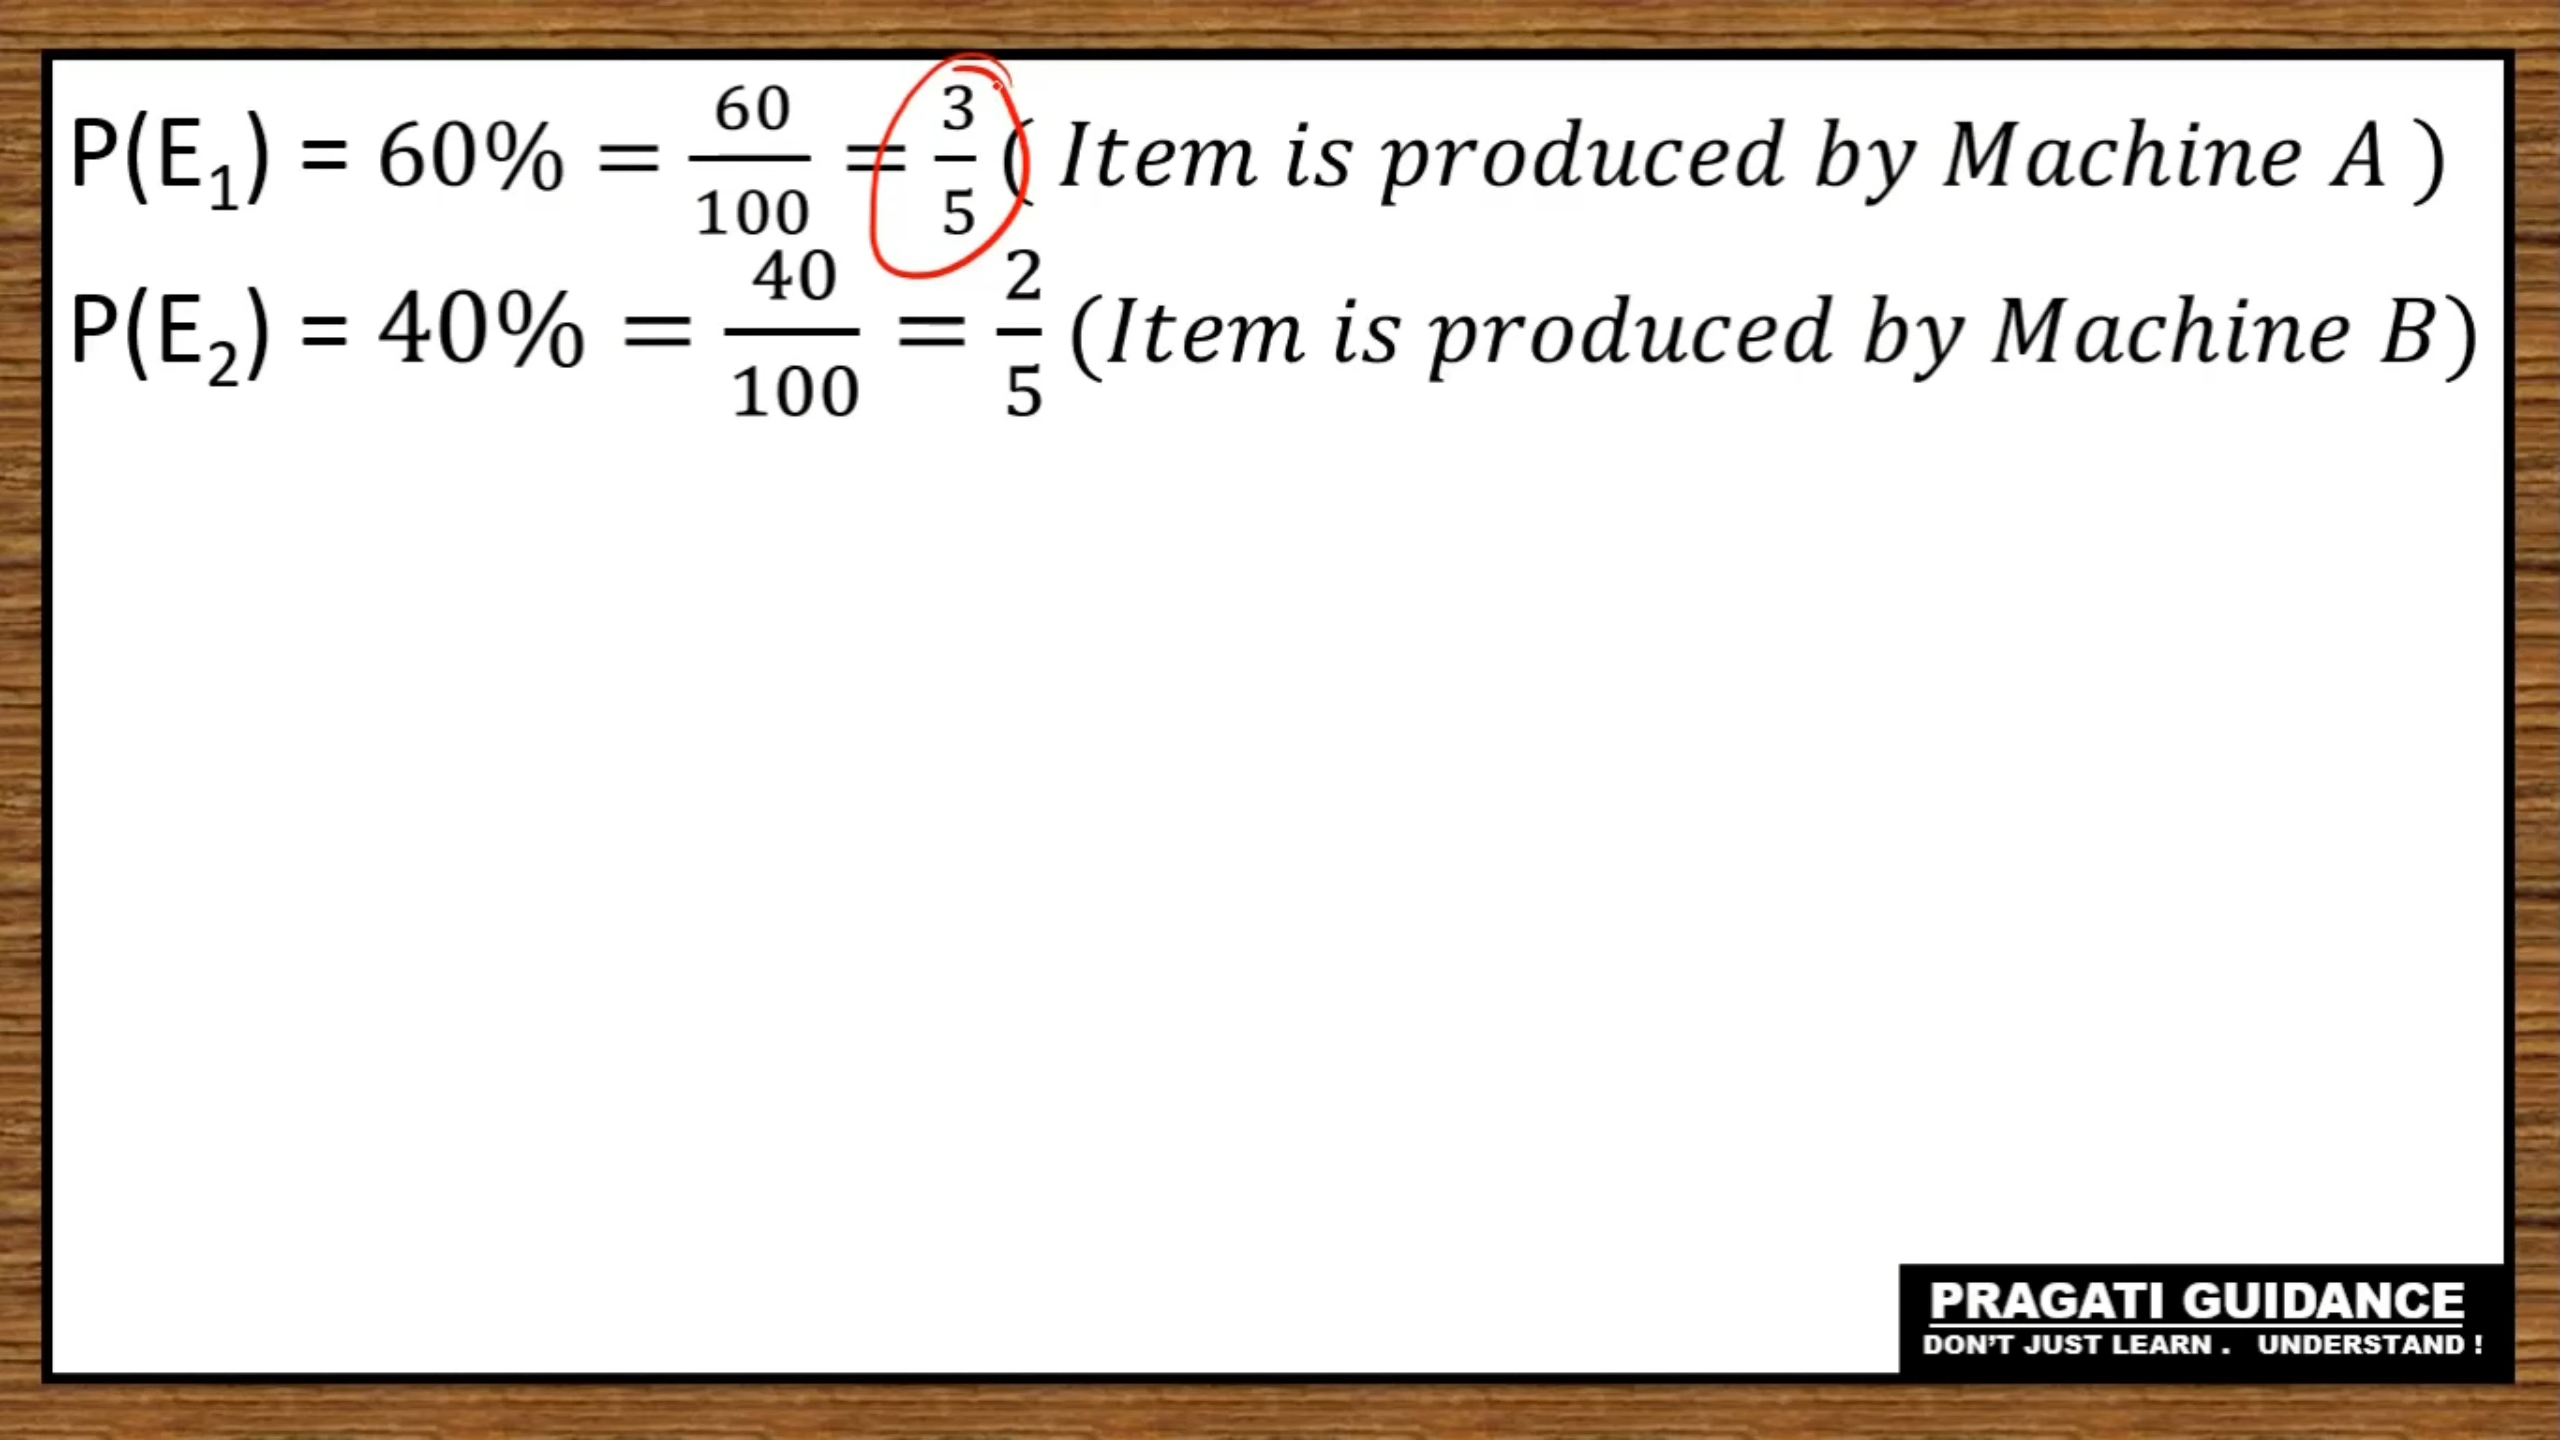 P(E₁) = 60% = 60/100 = 3/5 ( Item is produced by Machine A )
P(E₂) = 40% = 40/100 = 2/5 (Item is produced by Machine B)
PRAGATI GUIDANCE
DON'T JUST LEARN . UNDERSTAND !